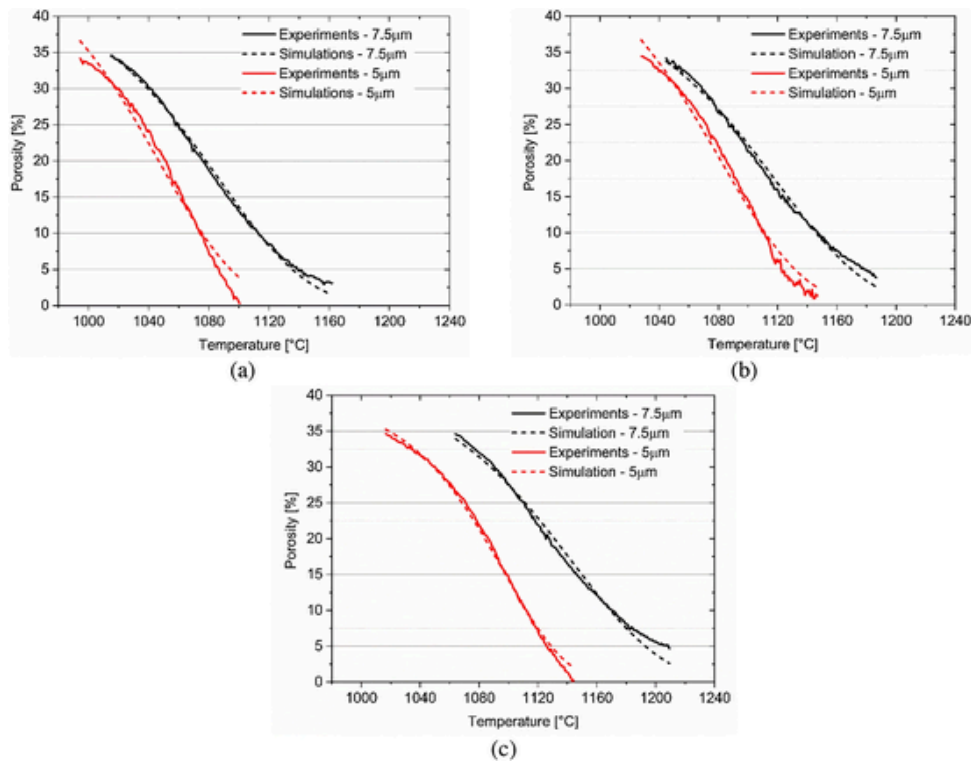 40
35
30
25
20
15
10
5
0
Porosity [%]
Experiments - 7.5μm
Simulations - 7.5μm
Experiments - 5μm
Simulations - 5μm
1000 1040 1080 1120 1160 1200 1240
Temperature [°C]
(a)
40
35
30
25
20
15
10
5
0
Porosity [%]
Experiments - 7.5μm
Simulation - 7.5μm
Experiments - 5μm
Simulations - 5μm
1000 1040 1080 1120 1160 1200 1240
Temperature [°C]
(b)
40
35
30
25
20
15
10
5
0
Porosity [%]
Experiments - 7.5μm
Simulation - 7.5μm
Experiments - 5μm
Simulation - 5μm
1000 1040 1080 1120 1160 1200 1240
Temperature [°C]
(c)